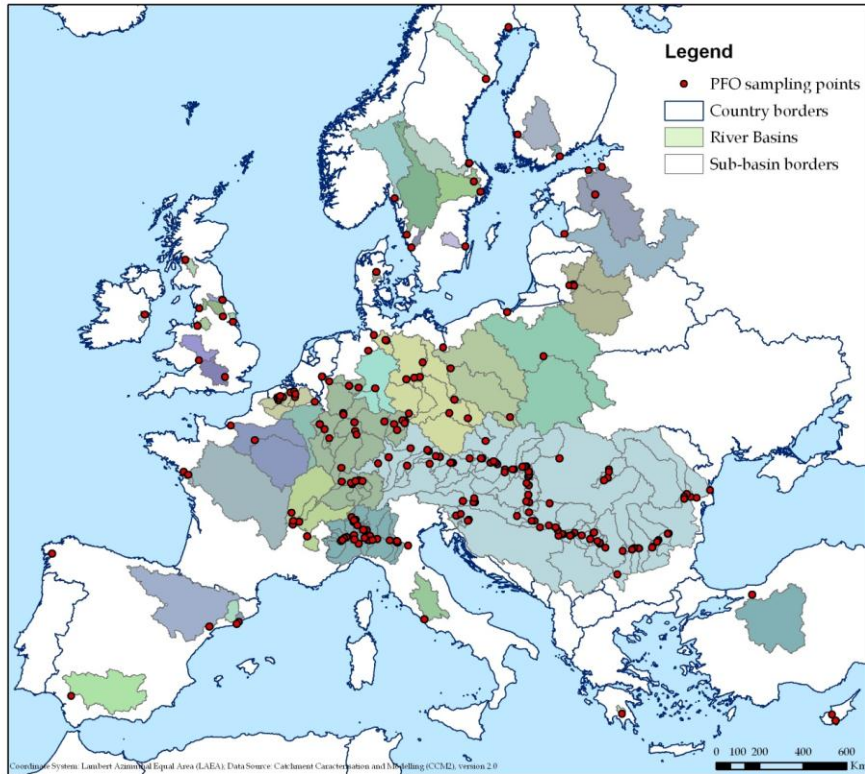 Legend
PFO sampling points
Country borders
River Basins
Sub-basin borders
0 100 200 400 600
Km
Coordinate System: Lambert Azimuthal Equal Area (LAEA); Data Source: Catchment Caracterisation and Modelling (CCM2), version 2.0